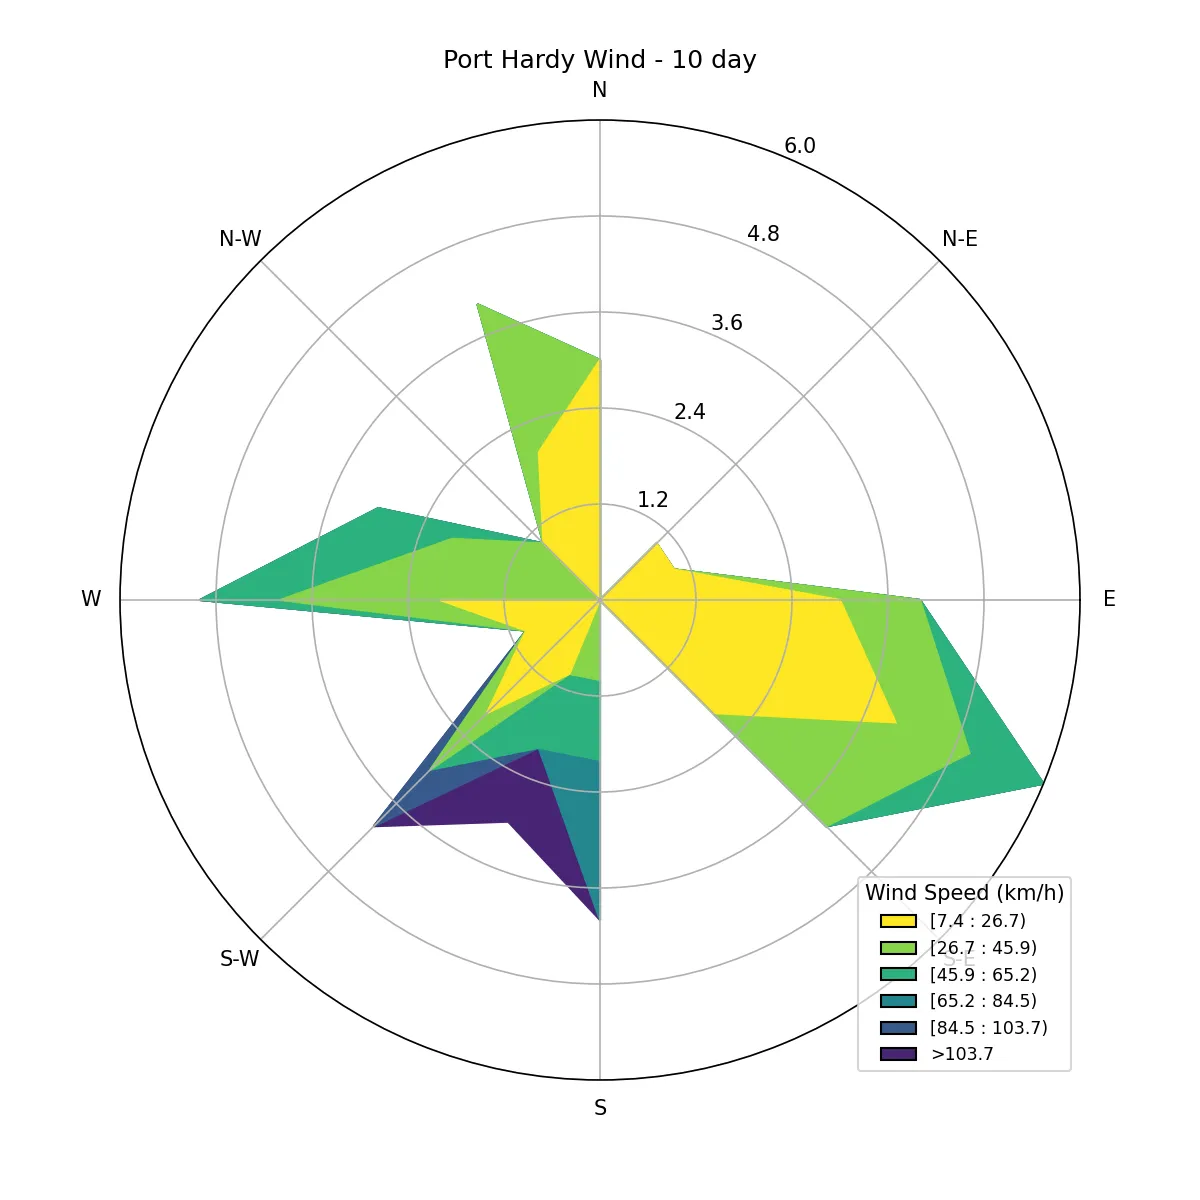 Port Hardy Wind - 10 day
N
6.0
N-W
4.8
N-E
3.6
2.4
1.2
W
E
S-W
S-E
S
Wind Speed (km/h)
[7.4 : 26.7)
[26.7 : 45.9)
[45.9 : 65.2)
[65.2 : 84.5)
[84.5 : 103.7)
>103.7